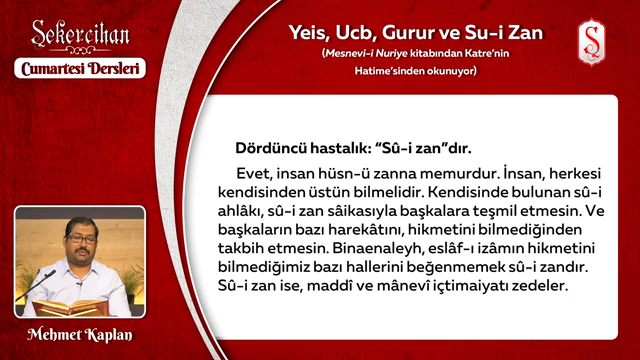 Şekercihan
Cumartesi Dersleri
Yeis, Ucb, Gurur ve Su-i Zan
(Mesnevi-i Nuriye kitabından Katre'nin
Hatime'sinden okunuyor)
Ş
Dördüncü hastalık: “Sû-i zan”dır.
Evet, insan hüsn-ü zanna memurdur. İnsan, herkesi
kendisinden üstün bilmelidir. Kendisinde bulunan sû-i
ahlâkı, sû-i zan sâikasıyla başkalara teşmil etmesin. Ve
başkaların bazı harekâtını, hikmetini bilmediğinden
takbih etmesin. Binaenaleyh, eslâf-ı izâmın hikmetini
bilmediğimiz bazı hallerini beğenmemek sû-i zandır.
Sû-i zan ise, maddî ve mânevî içtimaiyatı zedeler.
Mehmet Kaplan